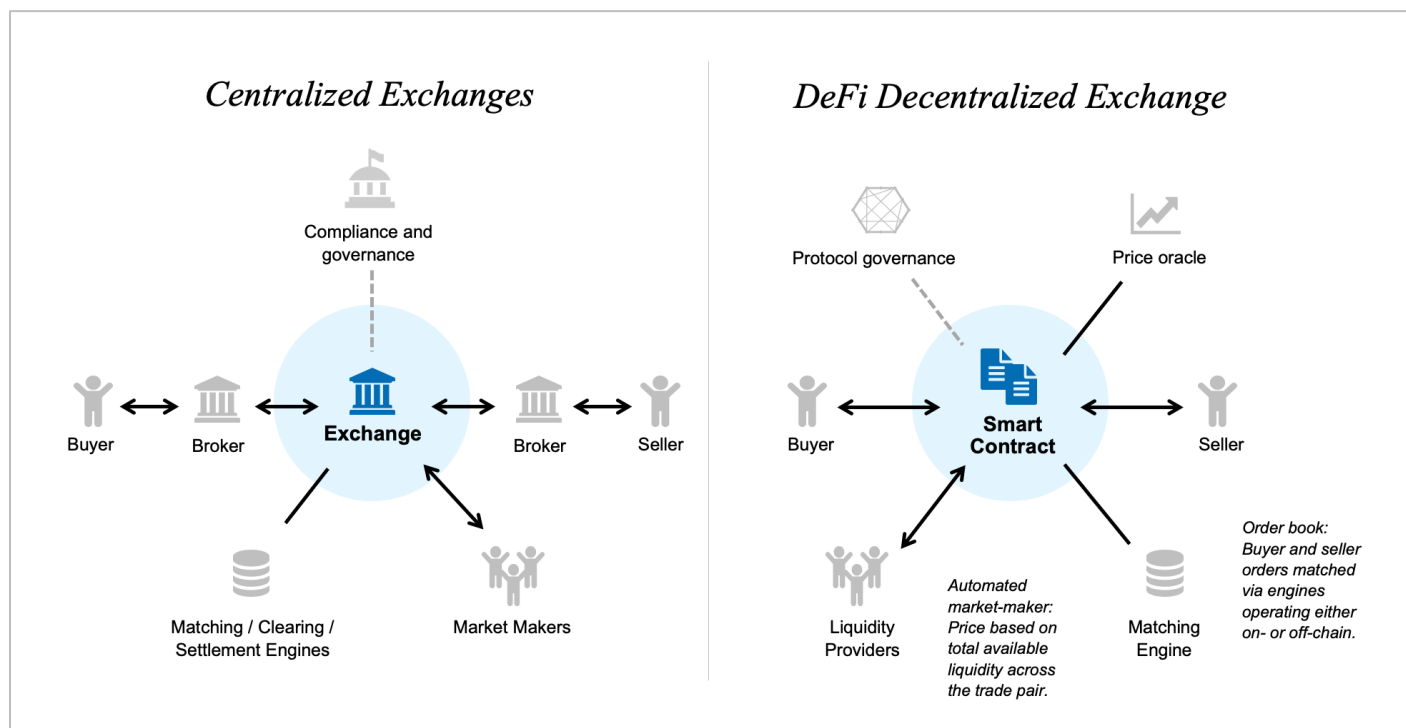 Centralized Exchanges
Compliance and
governance
Buyer
Broker
Exchange
Broker
Seller
Matching / Clearing /
Settlement Engines
Market Makers
DeFi Decentralized Exchange
Protocol governance
Price oracle
Buyer
Smart
Contract
Seller
Liquidity
Providers
Automated
market-maker:
Price based on
total available
liquidity across
the trade pair.
Matching
Engine
Order book:
Buyer and seller
orders matched
via engines
operating either
on- or off-chain.